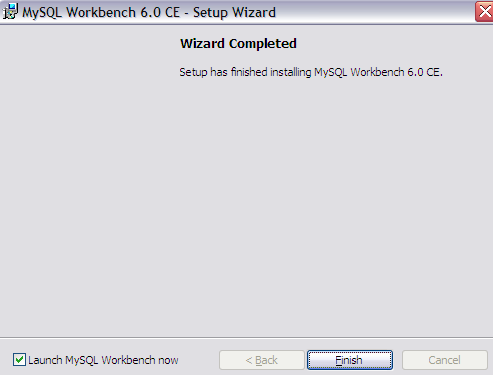 MySQL Workbench 6.0 CE - Setup Wizard
Wizard Completed
Setup has finished installing MySQL Workbench 6.0 CE.
Launch MySQL Workbench now
< Back
Finish
Cancel